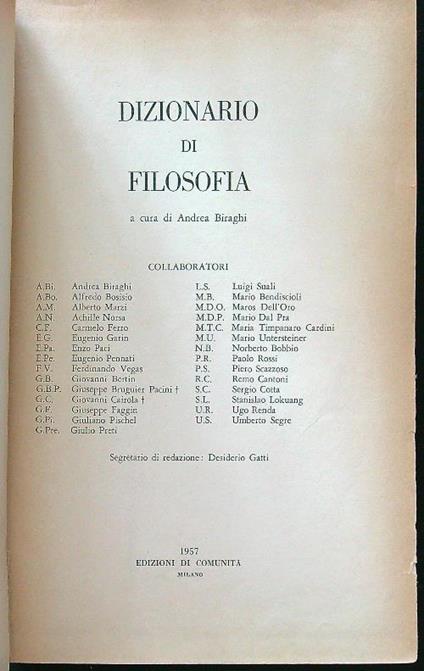 DIZIONARIO
DI
FILOSOFIA
a cura di Andrea Biraghi
COLLABORATORI
A.Bi. Andrea Biraghi
A.Bo. Alfredo Bosisio
A.M. Alberto Marzi
A.N. Achille Norsa
C.F. Carmelo Ferro
E.G. Eugenio Garin
E.Pa. Enzo Paci
E.Pe. Eugenio Pennati
F.V. Ferdinando Vegas
G.B. Giovanni Bertin
G.B.P. Giuseppe Bruguier Pacini †
G.C. Giovanni Cairola †
G.F. Giuseppe Faggin
G.Pi. Giuliano Pischel
G.Pre. Giulio Preti
L.S. Luigi Suali
M.B. Mario Bendiscioli
M.D.O. Maros Dell'Oro
M.D.P. Mario Dal Pra
M.T.C. Maria Timpanaro Cardini
M.U. Mario Untersteiner
N.B. Norberto Bobbio
P.R. Paolo Rossi
P.S. Piero Scazzoso
R.C. Remo Cantoni
S.C. Sergio Cotta
S.L. Stanislao Lokuang
U.R. Ugo Renda
U.S. Umberto Segre
Segretario di redazione: Desiderio Gatti
1957
EDIZIONI DI COMUNITÀ
MILANO